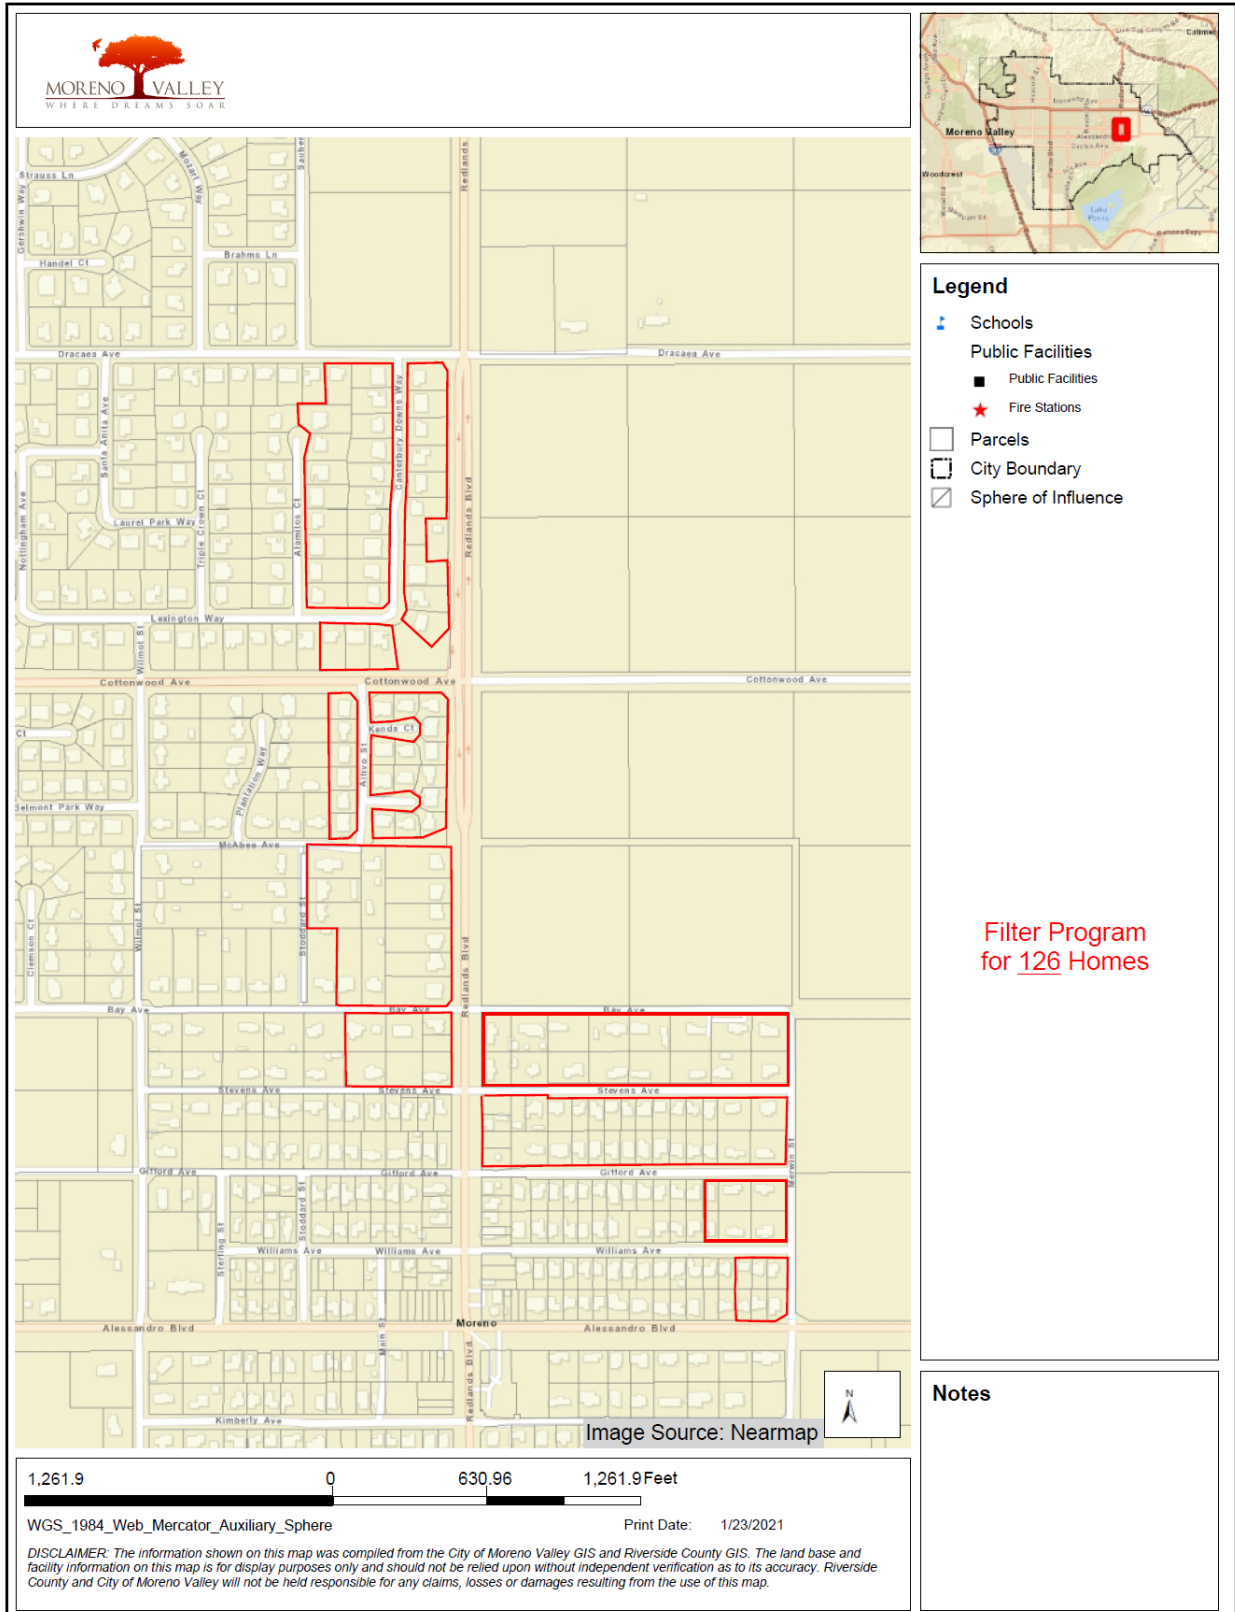 MORENO VALLEY
WHERE DREAMS SOAR
Moreno Valley
Woodcrest
Lake
Perris
Ramona Expy
Legend
Schools
Public Facilities
Public Facilities
Fire Stations
Parcels
City Boundary
Sphere of Influence
Filter Program
for 126 Homes
Notes
Strauss Ln
Mozart Way
Sauber
Redlands
Gershwin Way
Handel Ct
Brahms Ln
Dracaea Ave
Dracaea Ave
Santa Anita Ave
Canterbury Downs Way
Nottingham Ave
Laurel Park Way
Triple Crown Ct
Alamitos Ct
Redlands Blvd
Lexington Way
Wilmot St
Cottonwood Ave
Cottonwood Ave
Cottonwood Ave
Ct
Kenda Ct
Altivo St
Plantation Way
Belmont Park Way
McAbee Ave
Clemson Ct
Wilmot St
Stoddard St
Redlands Blvd
Bay Ave
Bay Ave
Bay Ave
Stevens Ave
Stevens Ave
Stevens Ave
Merwin St
Gifford Ave
Gifford Ave
Gifford Ave
Stoddard St
Sterling St
Williams Ave
Williams Ave
Williams Ave
Moreno
Alessandro Blvd
Alessandro Blvd
Main St
Redlands Blvd
Kimberly Ave
N
Image Source: Nearmap
1,261.9 0 630.96 1,261.9 Feet
WGS_1984_Web_Mercator_Auxiliary_Sphere
Print Date: 1/23/2021
DISCLAIMER: The information shown on this map was compiled from the City of Moreno Valley GIS and Riverside County GIS. The land base and
facility information on this map is for display purposes only and should not be relied upon without independent verification as to its accuracy. Riverside
County and City of Moreno Valley will not be held responsible for any claims, losses or damages resulting from the use of this map.